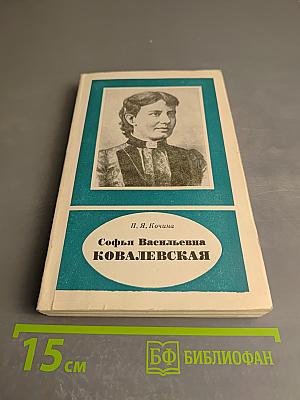 П. Я. Кочина
Софья Васильевна
КОВАЛЕВСКАЯ
15 см
БФ БИБЛИОФАН